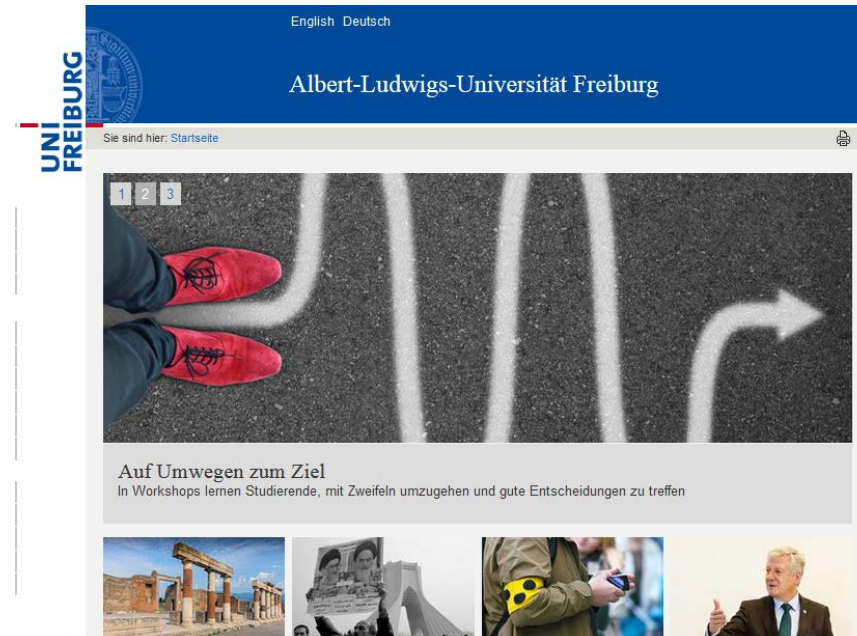 English Deutsch
UNI
FREIBURG
Albert-Ludwigs-Universität Freiburg
Sie sind hier: Startseite
1 2 3
Auf Umwegen zum Ziel
In Workshops lernen Studierende, mit Zweifeln umzugehen und gute Entscheidungen zu treffen